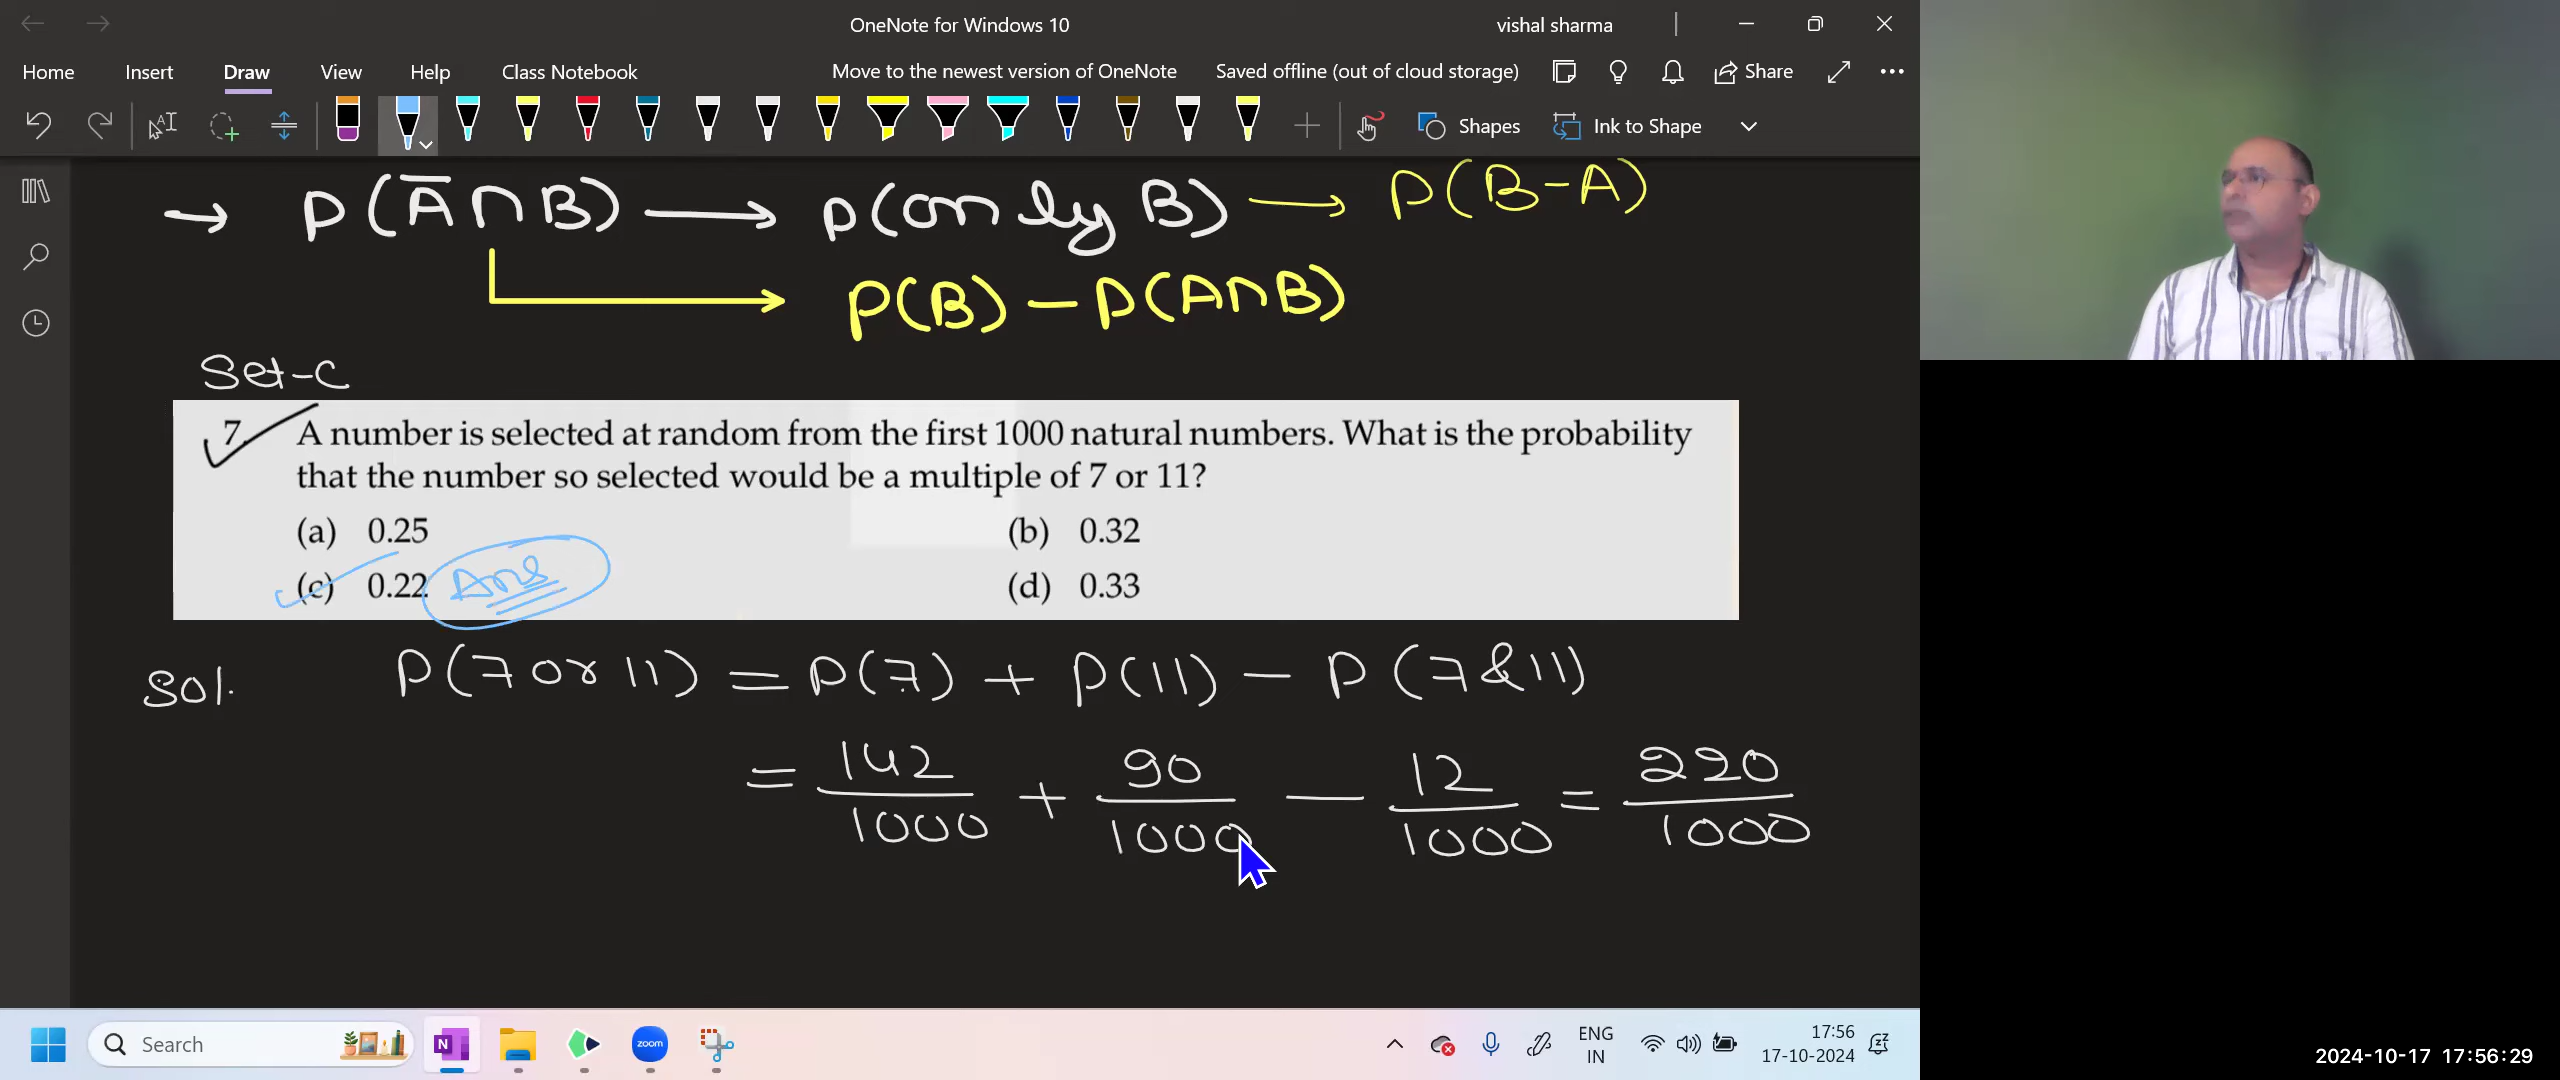 OneNote for Windows 10
vishal sharma
Home Insert Draw View Help Class Notebook
Move to the newest version of OneNote Saved offline (out of cloud storage) Share
Shapes Ink to Shape
→ P(A̅∩B) → P(only B) → P(B-A)
P(B) - P(A∩B)
Set-C
7. A number is selected at random from the first 1000 natural numbers. What is the probability
that the number so selected would be a multiple of 7 or 11?
(a) 0.25 (b) 0.32
(c) 0.22 Ans (d) 0.33
Sol. P(7 or 11) = P(7) + P(11) - P(7 & 11)
= 142/1000 + 90/1000 - 12/1000 = 220/1000
Search
N
zoom
ENG
IN
17:56
17-10-2024
2024-10-17 17:56:29